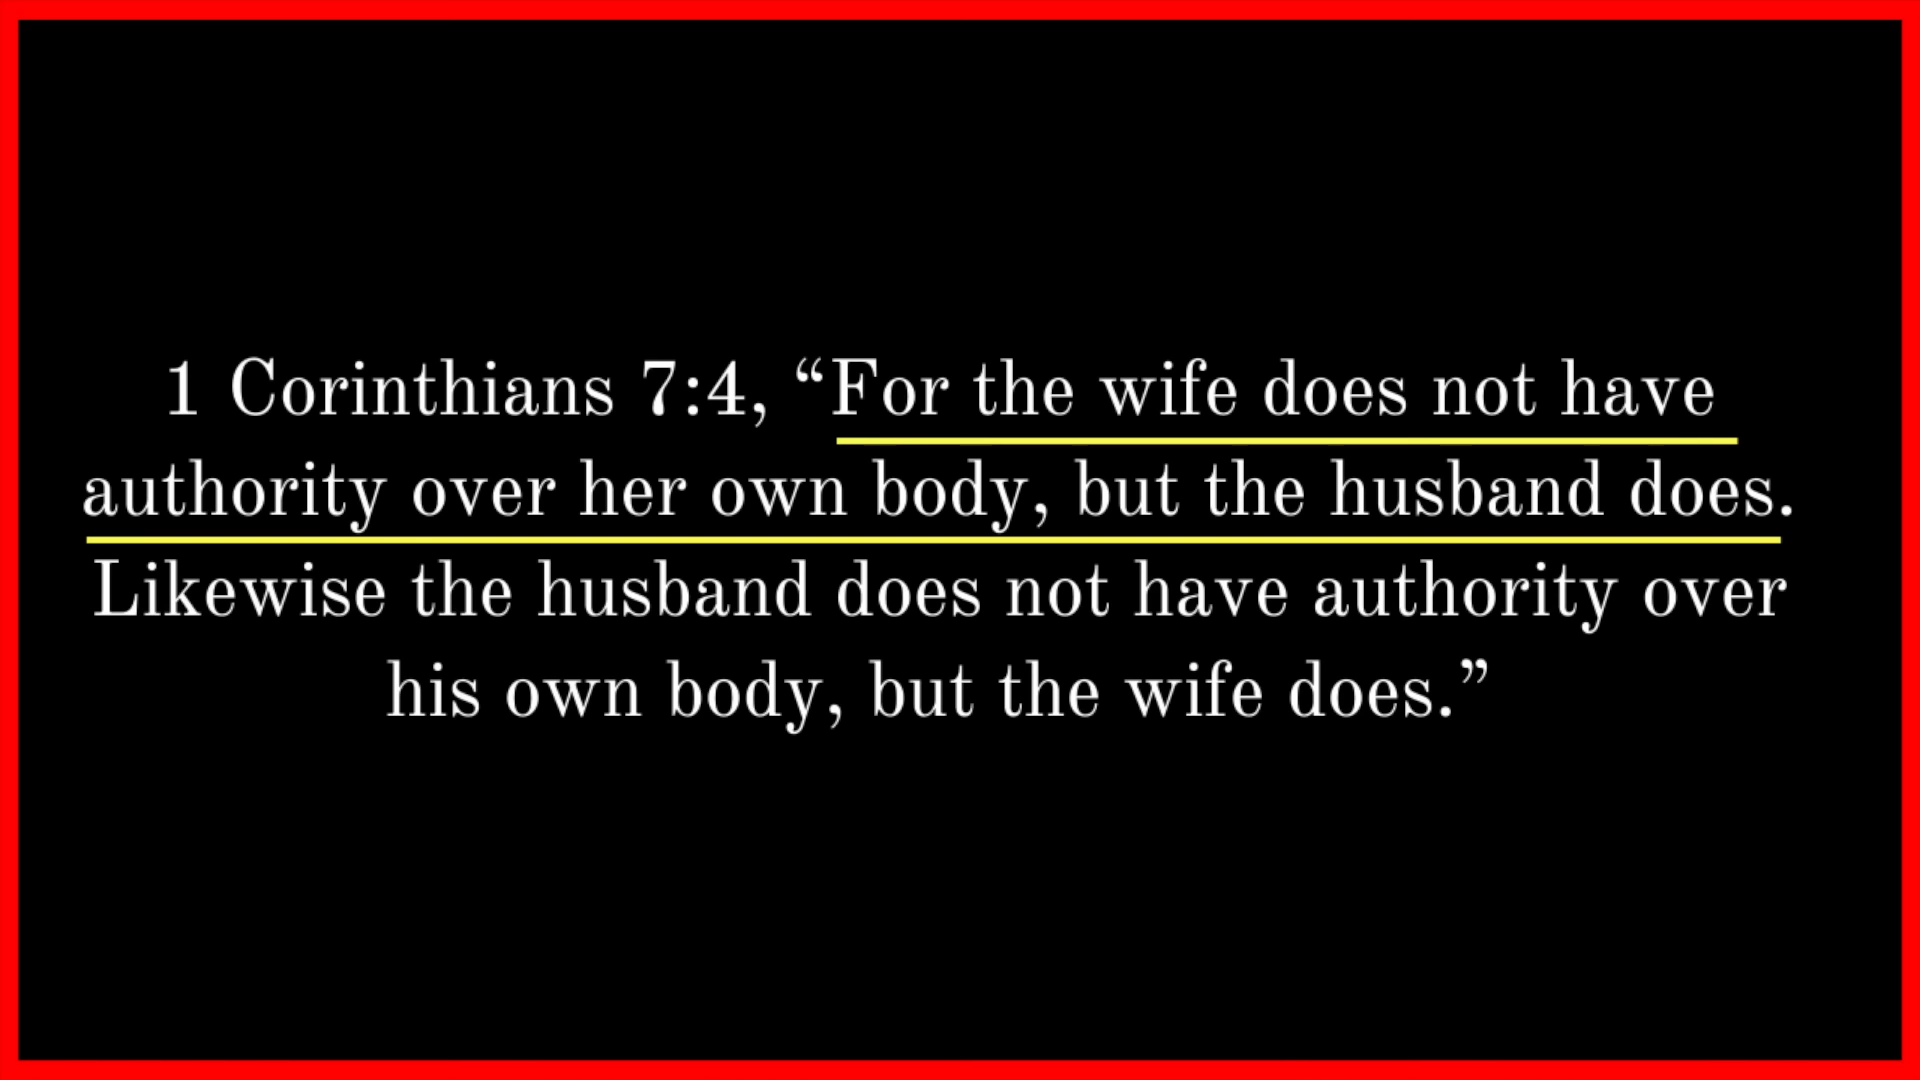 1 Corinthians 7:4, “For the wife does not have
authority over her own body, but the husband does.
Likewise the husband does not have authority over
his own body, but the wife does.”